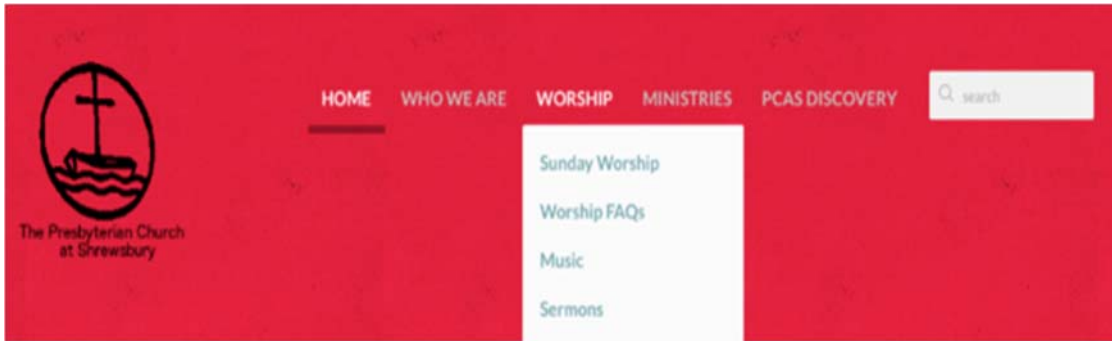 HOME WHO WE ARE WORSHIP MINISTRIES PCAS DISCOVERY search
The Presbyterian Church
at Shrewsbury
Sunday Worship
Worship FAQs
Music
Sermons